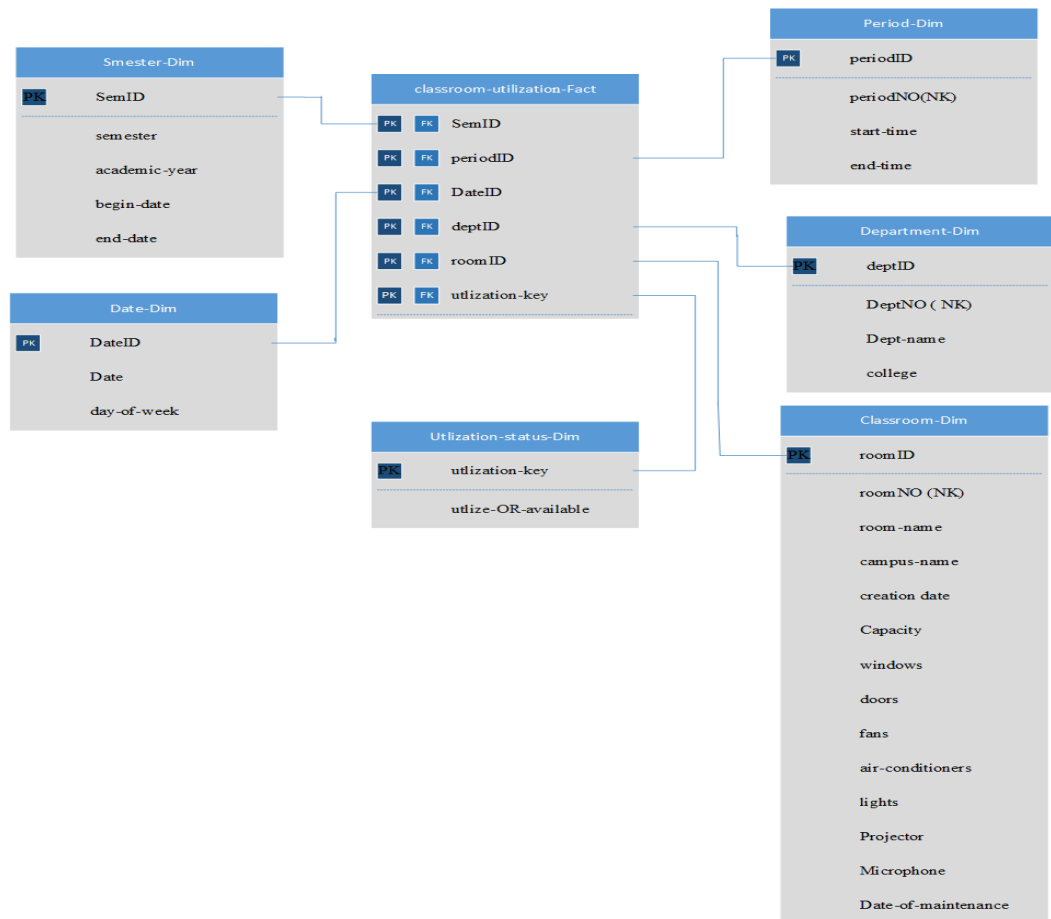 Smester-Dim
PK SemID
semester
academic-year
begin-date
end-date
Date-Dim
PK DateID
Date
day-of-week
classroom-utilization-Fact
PK FK SemID
PK FK periodID
PK FK DateID
PK FK deptID
PK FK roomID
PK FK utlization-key
Utlization-status-Dim
PK utlization-key
utlize-OR-available
Period-Dim
PK periodID
periodNO(NK)
start-time
end-time
Department-Dim
PK deptID
DeptNO ( NK)
Dept-name
college
Classroom-Dim
PK roomID
roomNO (NK)
room-name
campus-name
creation date
Capacity
windows
doors
fans
air-conditioners
lights
Projector
Microphone
Date-of-maintenance